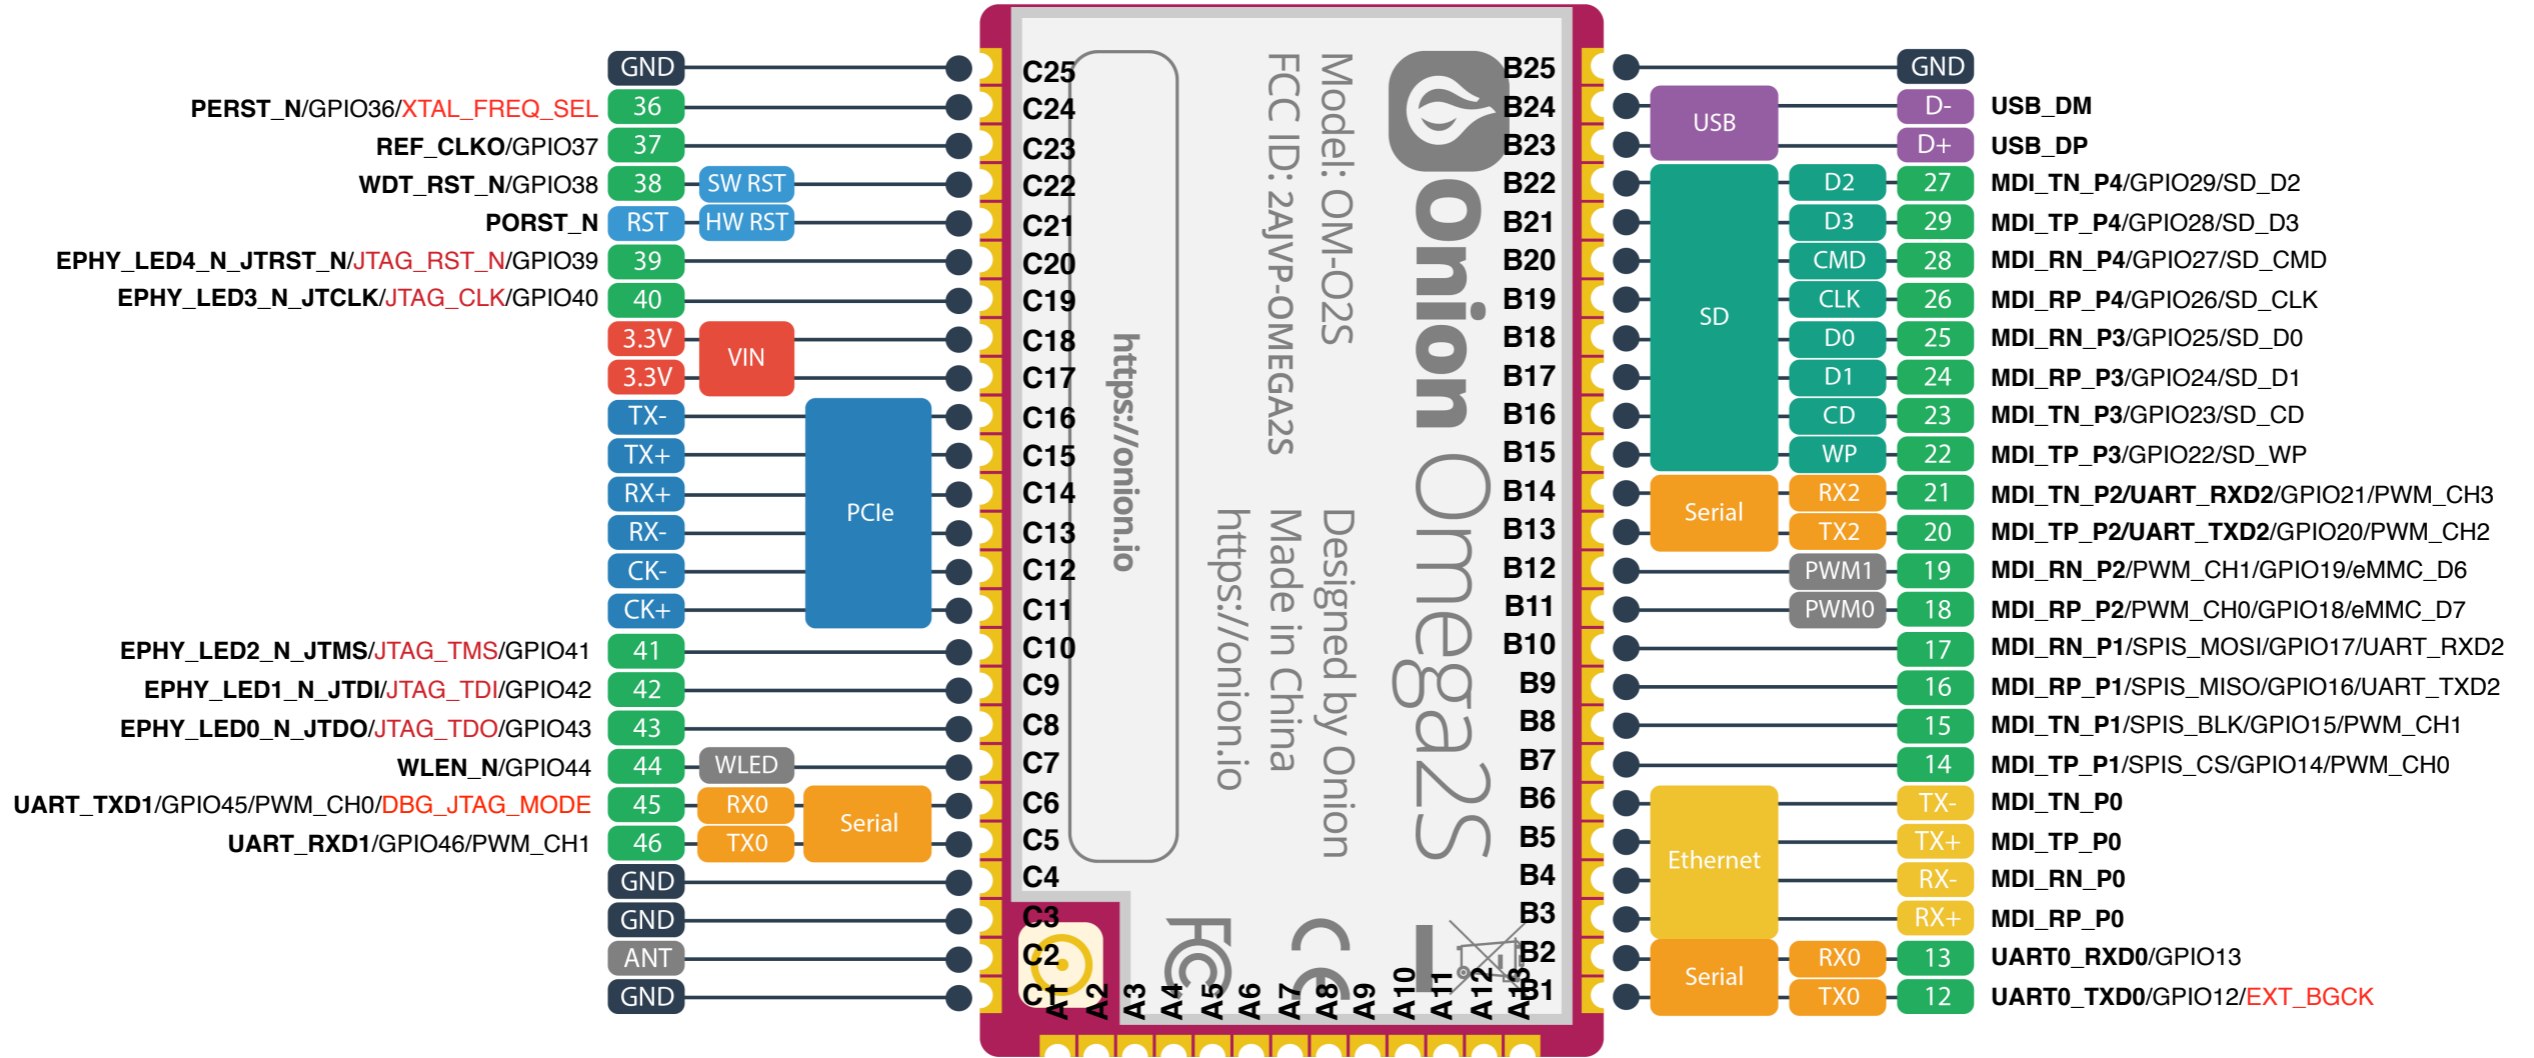 GND C25
PERST_N/GPIO36/XTAL_FREQ_SEL 36 C24
REF_CLKO/GPIO37 37 C23
WDT_RST_N/GPIO38 38 SW RST C22
PORST_N RST HW RST C21
EPHY_LED4_N_JTRST_N/JTAG_RST_N/GPIO39 39 C20
EPHY_LED3_N_JTCLK/JTAG_CLK/GPIO40 40 C19
3.3V VIN C18
3.3V C17
TX- PCIe C16
TX+ C15
RX+ C14
RX- C13
CK- C12
CK+ C11
EPHY_LED2_N_JTMS/JTAG_TMS/GPIO41 41 C10
EPHY_LED1_N_JTDI/JTAG_TDI/GPIO42 42 C9
EPHY_LED0_N_JTDO/JTAG_TDO/GPIO43 43 C8
WLEN_N/GPIO44 44 WLED C7
UART_TXD1/GPIO45/PWM_CH0/DBG_JTAG_MODE 45 RX0 Serial C6
UART_RXD1/GPIO46/PWM_CH1 46 TX0 C5
GND C4
GND C3
ANT C2
GND C1
https://onion.io
Model: OM-O2S
FCC ID: 2AJVP-OMEGA2S
Designed by Onion
Made in China
https://onion.io
onion Omega2S
FC
CE
A1 A2 A3 A4 A5 A6 A7 A8 A9 A10 A11 A12 A13
B25 GND
B24 USB D- USB_DM
B23 D+ USB_DP
B22 SD D2 27 MDI_TN_P4/GPIO29/SD_D2
B21 D3 29 MDI_TP_P4/GPIO28/SD_D3
B20 CMD 28 MDI_RN_P4/GPIO27/SD_CMD
B19 CLK 26 MDI_RP_P4/GPIO26/SD_CLK
B18 D0 25 MDI_RN_P3/GPIO25/SD_D0
B17 D1 24 MDI_RP_P3/GPIO24/SD_D1
B16 CD 23 MDI_TN_P3/GPIO23/SD_CD
B15 WP 22 MDI_TP_P3/GPIO22/SD_WP
B14 Serial RX2 21 MDI_TN_P2/UART_RXD2/GPIO21/PWM_CH3
B13 TX2 20 MDI_TP_P2/UART_TXD2/GPIO20/PWM_CH2
B12 PWM1 19 MDI_RN_P2/PWM_CH1/GPIO19/eMMC_D6
B11 PWM0 18 MDI_RP_P2/PWM_CH0/GPIO18/eMMC_D7
B10 17 MDI_RN_P1/SPIS_MOSI/GPIO17/UART_RXD2
B9 16 MDI_RP_P1/SPIS_MISO/GPIO16/UART_TXD2
B8 15 MDI_TN_P1/SPIS_BLK/GPIO15/PWM_CH1
B7 14 MDI_TP_P1/SPIS_CS/GPIO14/PWM_CH0
B6 Ethernet TX- MDI_TN_P0
B5 TX+ MDI_TP_P0
B4 RX- MDI_RN_P0
B3 RX+ MDI_RP_P0
B2 Serial RX0 13 UART0_RXD0/GPIO13
B1 TX0 12 UART0_TXD0/GPIO12/EXT_BGCK